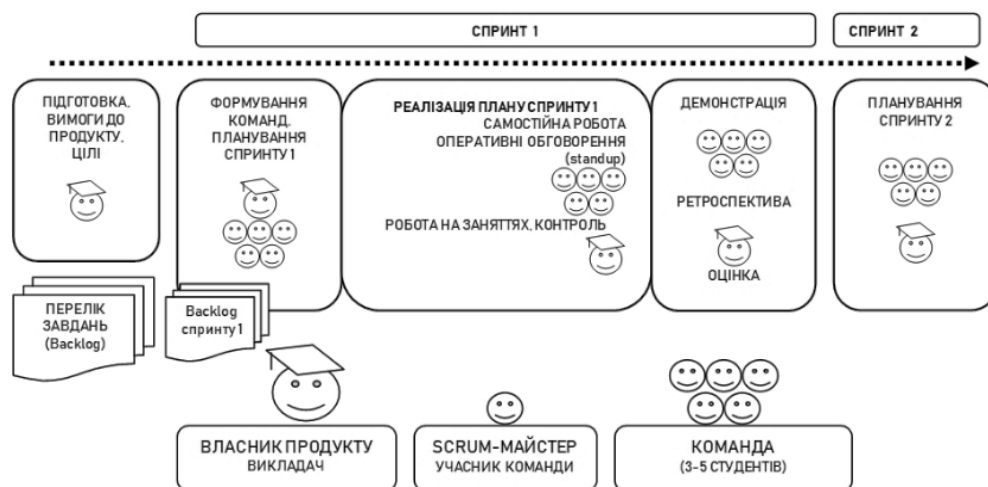 СПРИНТ 1
СПРИНТ 2
ПІДГОТОВКА,
ВИМОГИ ДО
ПРОДУКТУ,
ЦІЛІ
ФОРМУВАННЯ
КОМАНД,
ПЛАНУВАННЯ
СПРИНТУ 1
РЕАЛІЗАЦІЯ ПЛАНУ СПРИНТУ 1
САМОСТІЙНА РОБОТА
ОПЕРАТИВНІ ОБГОВОРЕННЯ
(standup)
РОБОТА НА ЗАНЯТТЯХ, КОНТРОЛЬ
ДЕМОНСТРАЦІЯ
РЕТРОСПЕКТИВА
ОЦІНКА
ПЛАНУВАННЯ
СПРИНТУ 2
ПЕРЕЛІК
ЗАВДАНЬ
(Backlog)
Backlog
спринту 1
ВЛАСНИК ПРОДУКТУ
ВИКЛАДАЧ
SCRUM-МАЙСТЕР
УЧАСНИК КОМАНДИ
КОМАНДА
(3-5 СТУДЕНТІВ)